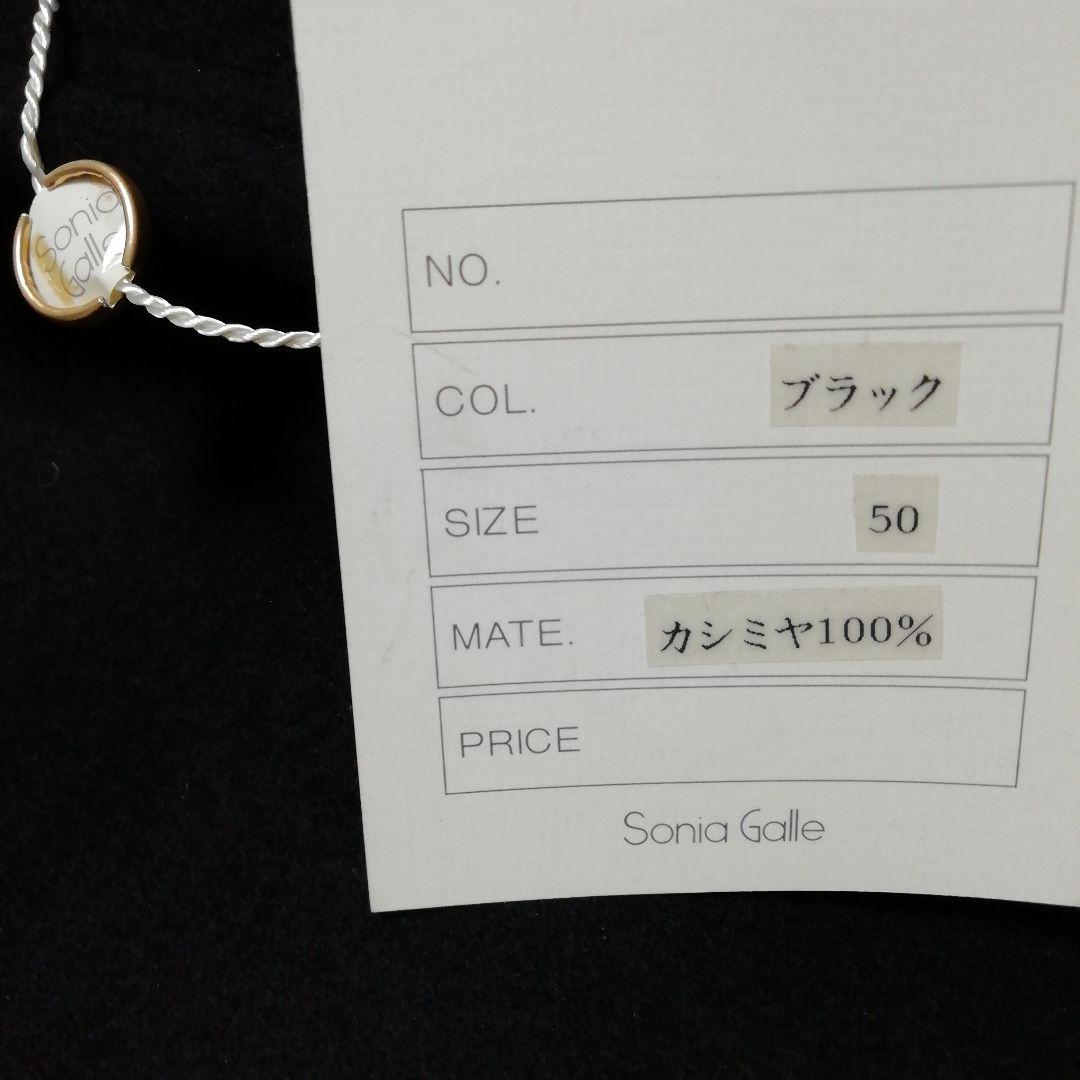 Sonia
Galle
NO.
COL. ブラック
SIZE 50
MATE. カシミヤ100%
PRICE
Sonia Galle